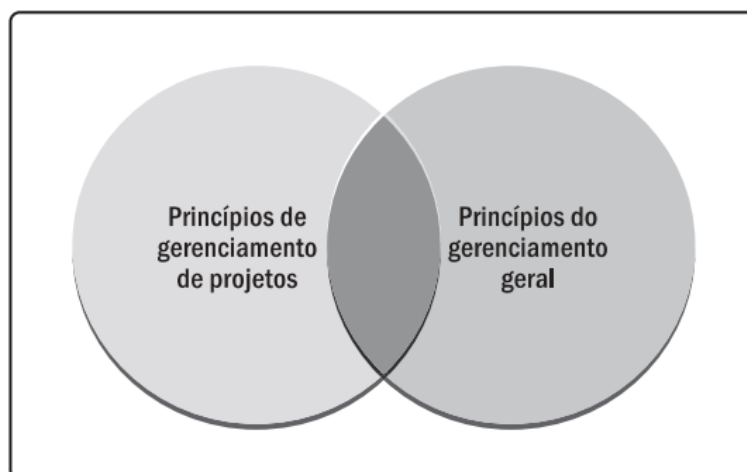 Princípios de
gerenciamento
de projetos
Princípios do
gerenciamento
geral